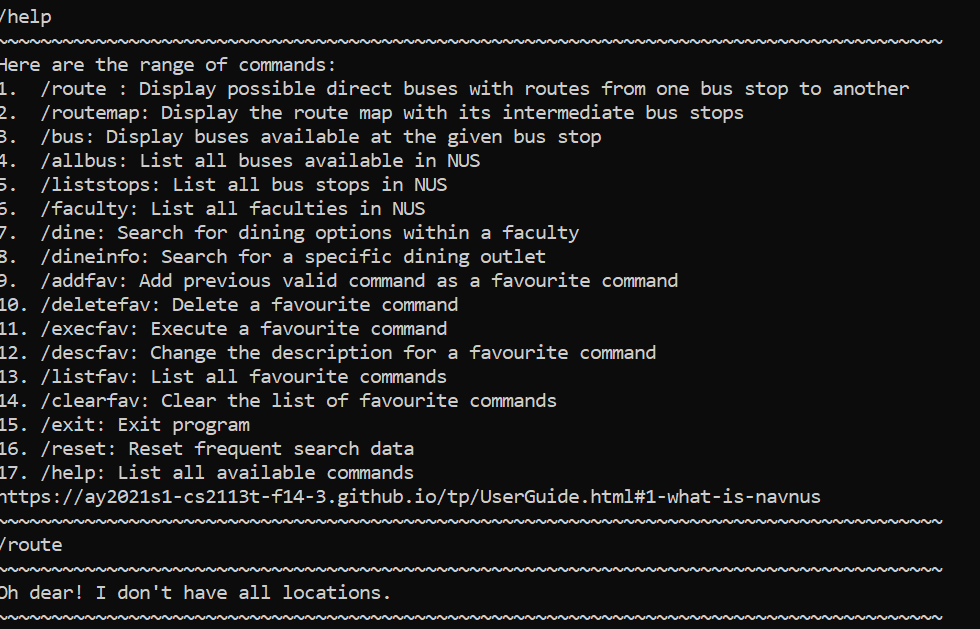 /help
~~~~~~~~~~~~~~~~~~~~~~~~~~~~~~~~~~~~~~~~~~~~~~~~~~~~~~~~~~~~~~~~~~~~~~~~~~~~~~~~~~~~~~
Here are the range of commands:
1.  /route : Display possible direct buses with routes from one bus stop to another
2.  /routemap: Display the route map with its intermediate bus stops
3.  /bus: Display buses available at the given bus stop
4.  /allbus: List all buses available in NUS
5.  /liststops: List all bus stops in NUS
6.  /faculty: List all faculties in NUS
7.  /dine: Search for dining options within a faculty
8.  /dineinfo: Search for a specific dining outlet
9.  /addfav: Add previous valid command as a favourite command
10. /deletefav: Delete a favourite command
11. /execfav: Execute a favourite command
12. /descfav: Change the description for a favourite command
13. /listfav: List all favourite commands
14. /clearfav: Clear the list of favourite commands
15. /exit: Exit program
16. /reset: Reset frequent search data
17. /help: List all available commands
https://ay2021s1-cs2113t-f14-3.github.io/tp/UserGuide.html#1-what-is-navnus
~~~~~~~~~~~~~~~~~~~~~~~~~~~~~~~~~~~~~~~~~~~~~~~~~~~~~~~~~~~~~~~~~~~~~~~~~~~~~~~~~~~~~~
/route
~~~~~~~~~~~~~~~~~~~~~~~~~~~~~~~~~~~~~~~~~~~~~~~~~~~~~~~~~~~~~~~~~~~~~~~~~~~~~~~~~~~~~~
Oh dear! I don't have all locations.
~~~~~~~~~~~~~~~~~~~~~~~~~~~~~~~~~~~~~~~~~~~~~~~~~~~~~~~~~~~~~~~~~~~~~~~~~~~~~~~~~~~~~~